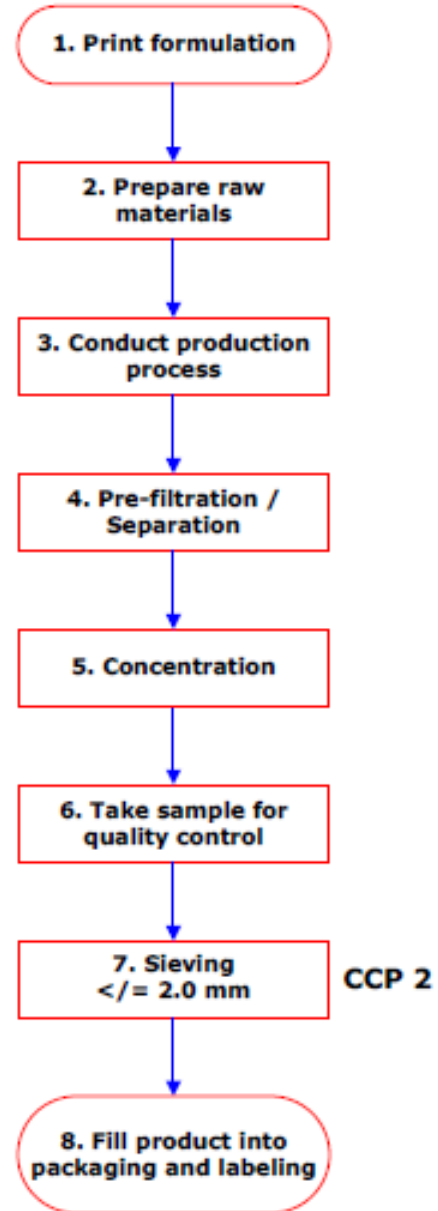 1. Print formulation
2. Prepare raw
materials
3. Conduct production
process
4. Pre-filtration /
Separation
5. Concentration
6. Take sample for
quality control
7. Sieving
</= 2.0 mm
CCP 2
8. Fill product into
packaging and labeling